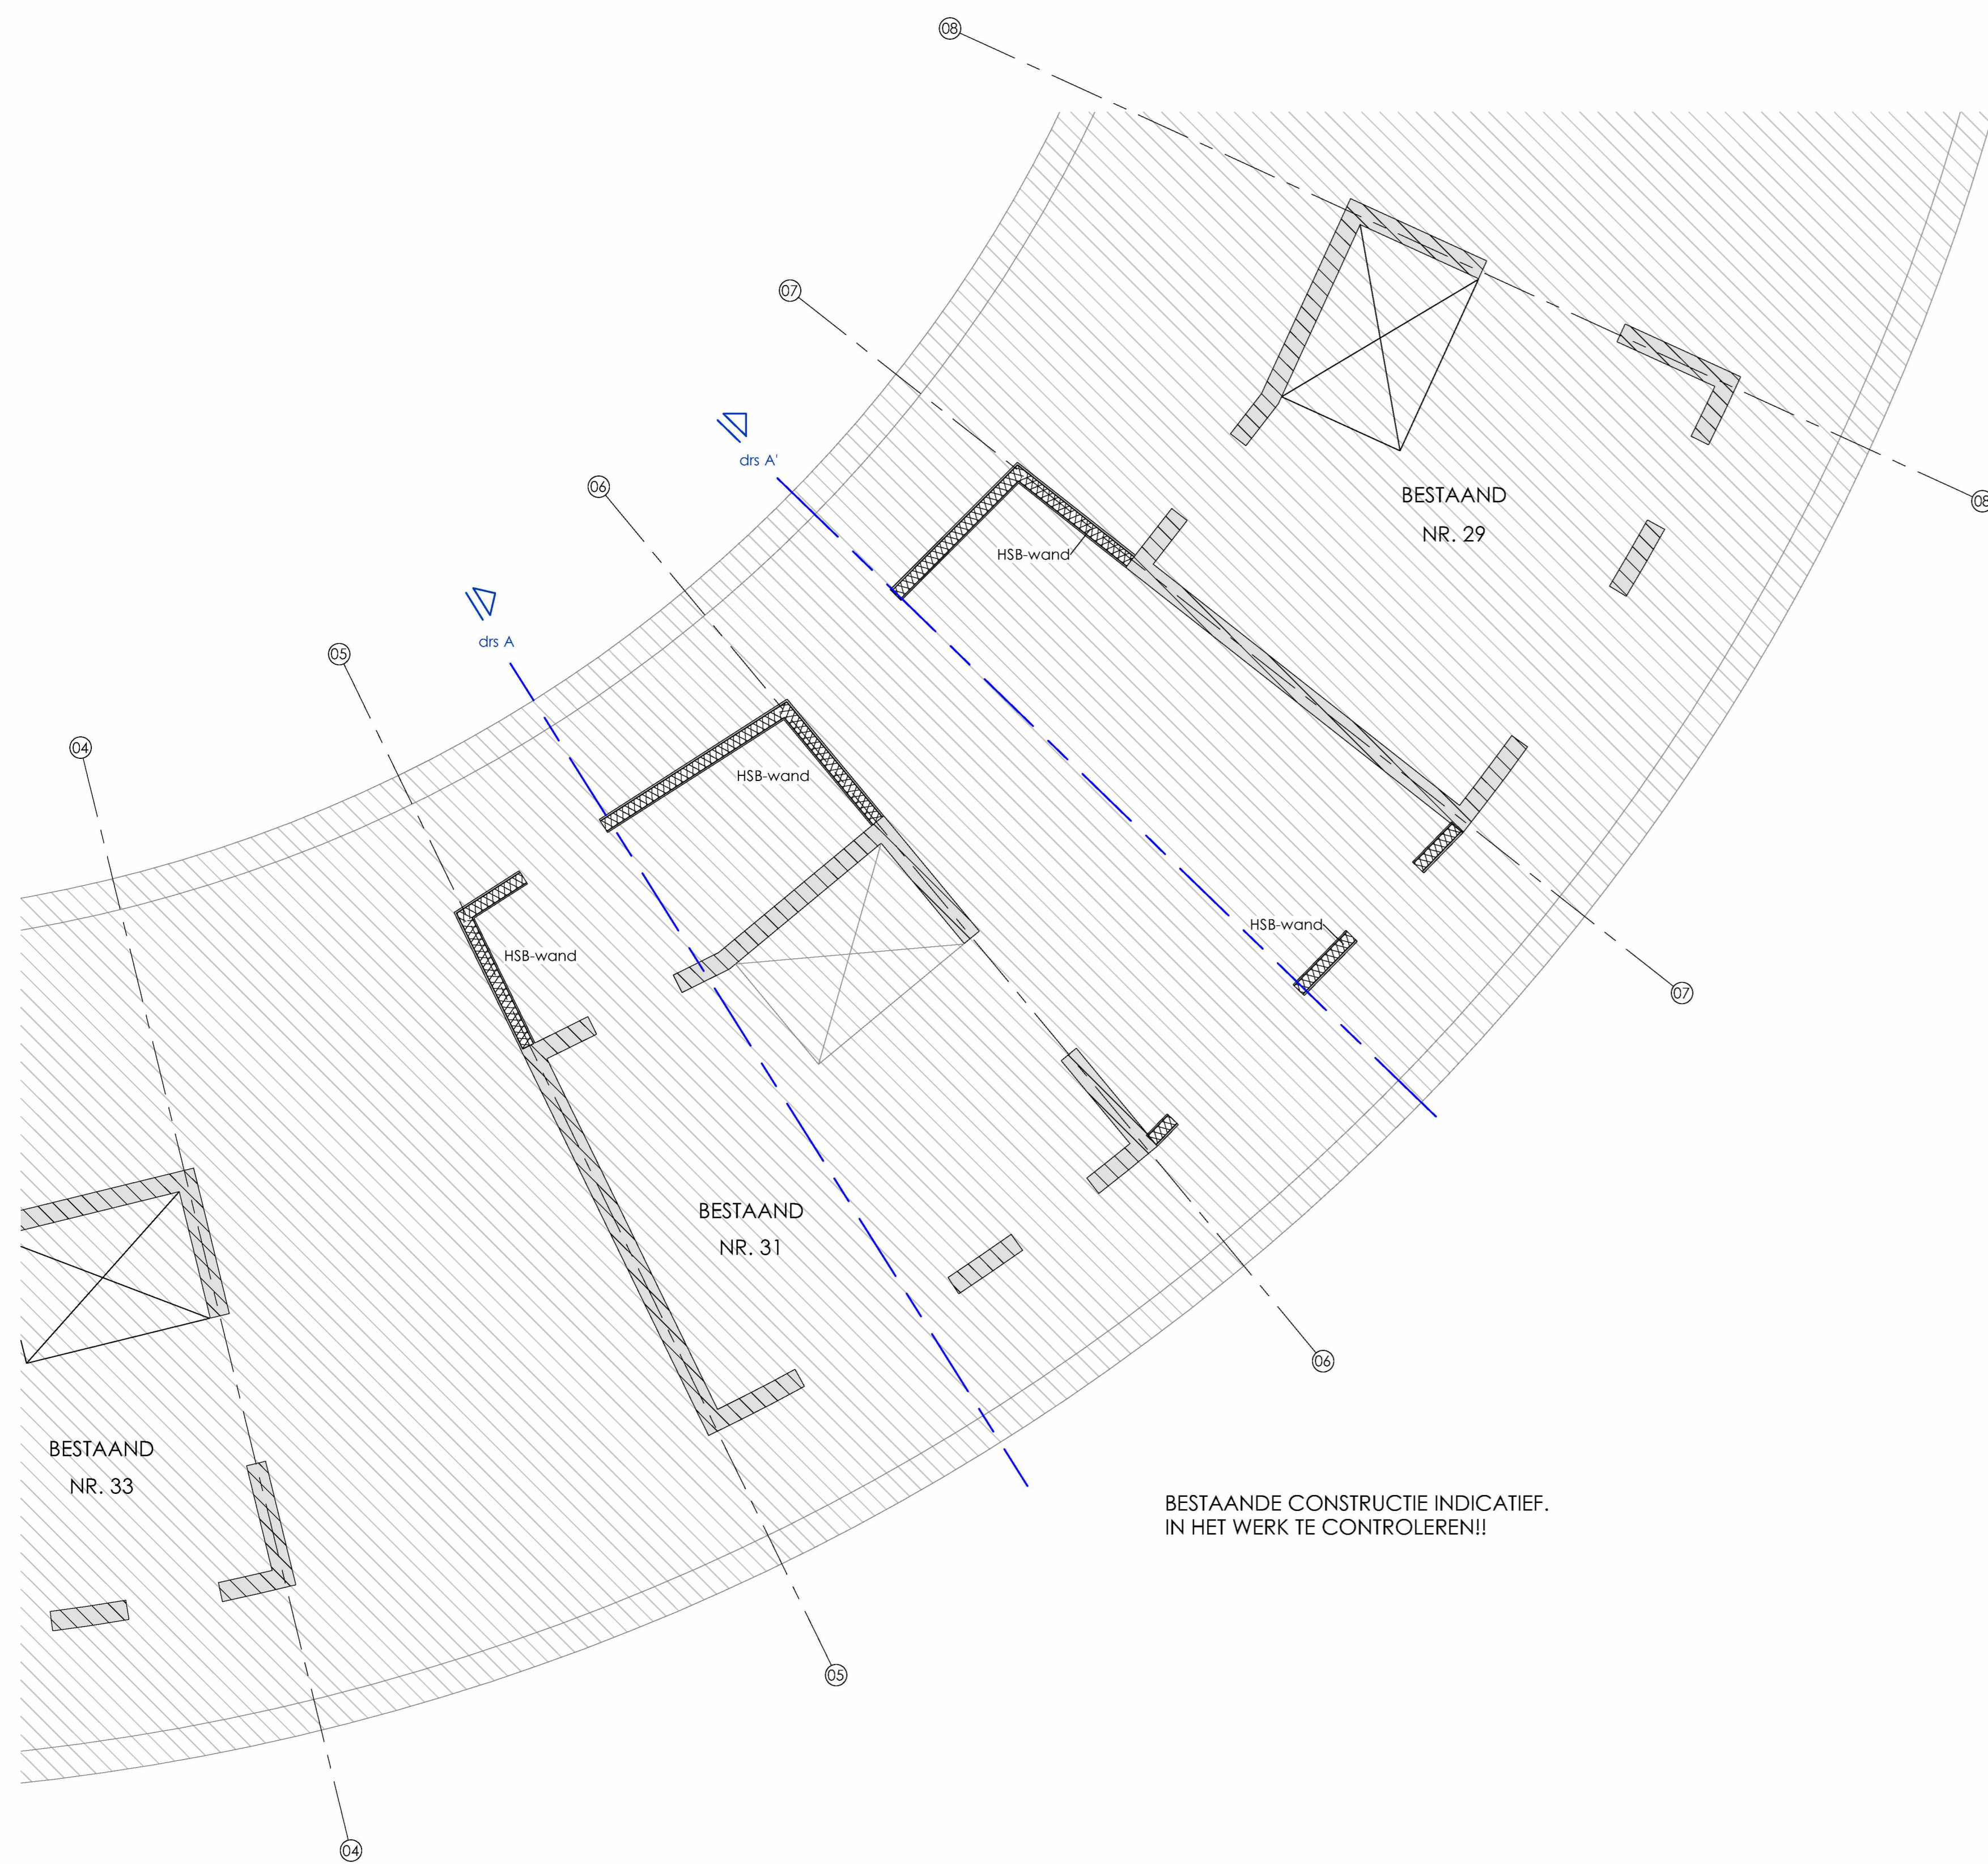 08
07
drs A'
06
BESTAAND
NR. 29
08
HSB-wand
drs A
05
04
HSB-wand
HSB-wand
HSB-wand
07
BESTAAND
NR. 31
06
BESTAAND
NR. 33
BESTAANDE CONSTRUCTIE INDICATIEF.
IN HET WERK TE CONTROLEREN!!
05
04